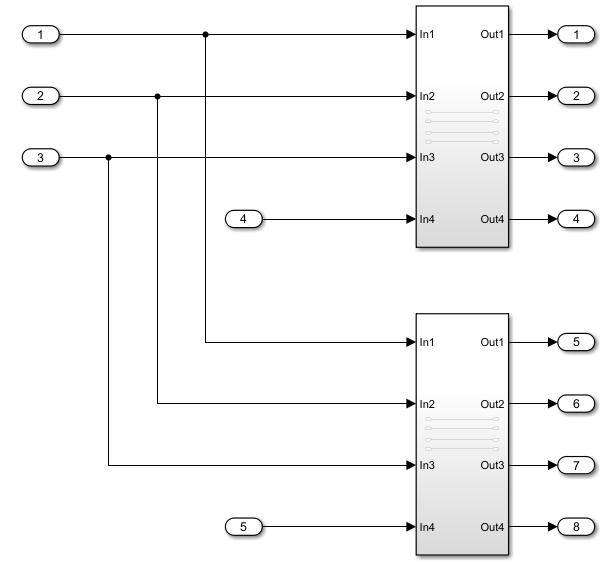 1 In1 Out1 1
2 In2 Out2 2
3 In3 Out3 3
4 In4 Out4 4
In1 Out1 5
In2 Out2 6
In3 Out3 7
5 In4 Out4 8